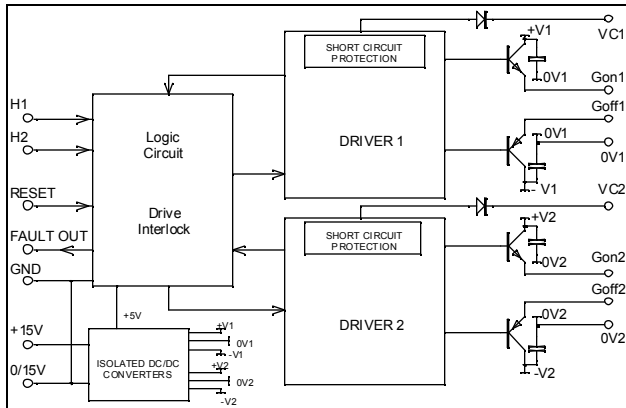 H1
H2
RESET
FAULT OUT
GND
+15V
0/15V
Logic
Circuit
Drive
Interlock
+5V
ISOLATED DC/DC
CONVERTERS
+V1
0V1
-V1
+V2
0V2
-V2
SHORT CIRCUIT
PROTECTION
DRIVER 1
SHORT CIRCUIT
PROTECTION
DRIVER 2
VC1
+V1
0V1
Gon1
Goff1
0V1
0V1
-V1
VC2
+V2
0V2
Gon2
Goff2
0V2
0V2
-V2